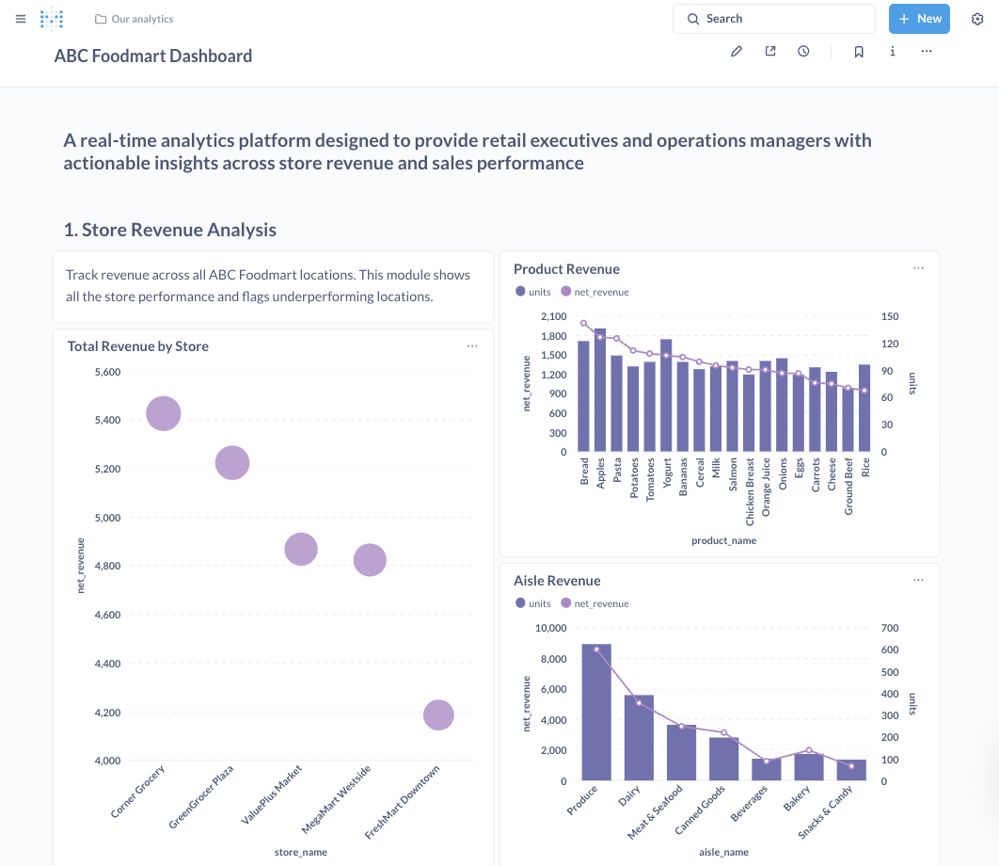 Our analytics
Search
New
ABC Foodmart Dashboard
A real-time analytics platform designed to provide retail executives and operations managers with
actionable insights across store revenue and sales performance
1. Store Revenue Analysis
Track revenue across all ABC Foodmart locations. This module shows
all the store performance and flags underperforming locations.
Total Revenue by Store
5,600
5,400
5,200
5,000
4,800
4,600
4,400
4,200
4,000
net_revenue
Corner Grocery
GreenGrocer Plaza
ValuePlus Market
MegaMart Westside
FreshMart Downtown
store_name
Product Revenue
units net_revenue
2,100
1,800
1,500
1,200
900
600
300
0
net_revenue
150
120
90
60
30
0
units
Bread
Apples
Pasta
Potatoes
Tomatoes
Yogurt
Bananas
Cereal
Milk
Salmon
Chicken Breast
Orange Juice
Onions
Eggs
Carrots
Cheese
Ground Beef
Rice
product_name
Aisle Revenue
units net_revenue
10,000
8,000
6,000
4,000
2,000
0
net_revenue
700
600
500
400
300
200
100
0
units
Produce
Dairy
Meat & Seafood
Canned Goods
Beverages
Bakery
Snacks & Candy
aisle_name